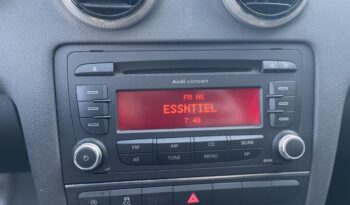 Audi concert
FM AS
ESSNTIEL
7:48
FM AM CD SCAN
AS TONE MENU TP